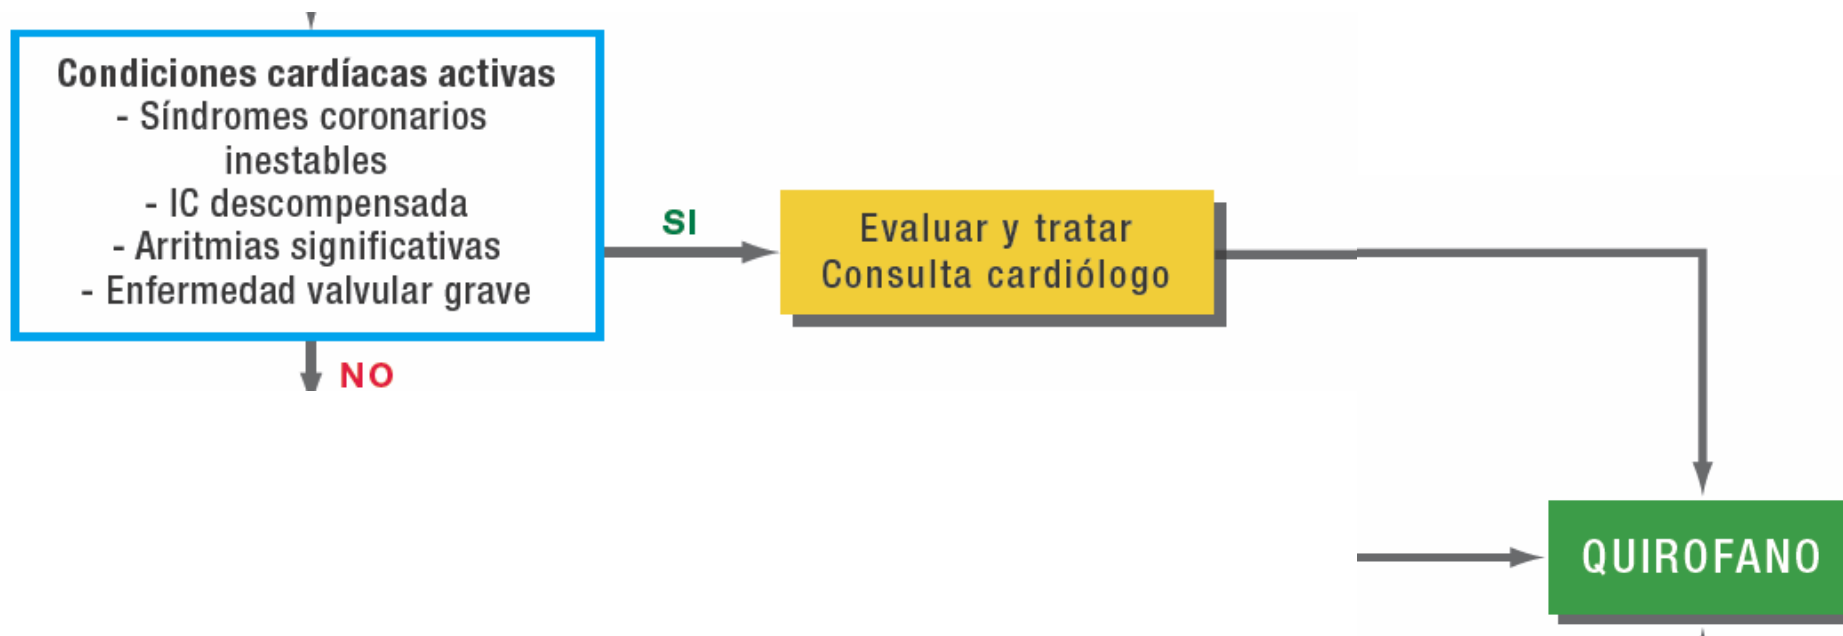 Condiciones cardíacas activas
- Síndromes coronarios
inestables
- IC descompensada
- Arritmias significativas
- Enfermedad valvular grave
SI
Evaluar y tratar
Consulta cardiólogo
NO
QUIROFANO